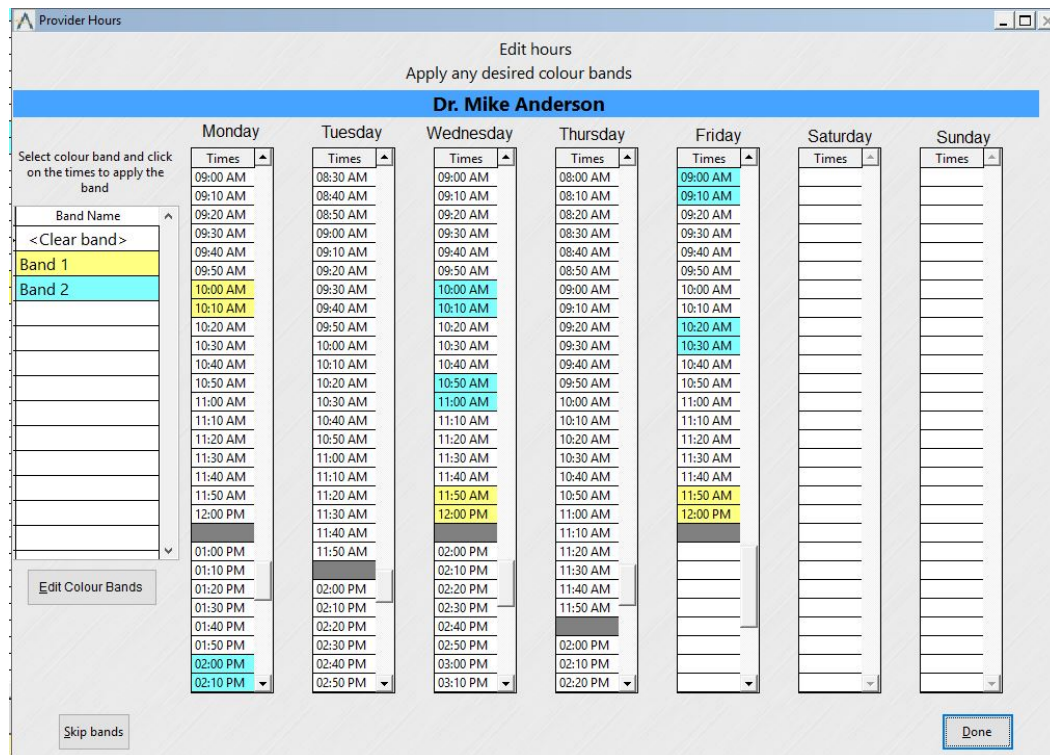 Provider Hours
Edit hours
Apply any desired colour bands
Dr. Mike Anderson
Monday Tuesday Wednesday Thursday Friday Saturday Sunday
Select colour band and click
on the times to apply the
band
Band Name
<Clear band>
Band 1
Band 2
Edit Colour Bands
Times Times Times Times Times Times Times
09:00 AM 08:30 AM 09:00 AM 08:00 AM 09:00 AM
09:10 AM 08:40 AM 09:10 AM 08:10 AM 09:10 AM
09:20 AM 08:50 AM 09:20 AM 08:20 AM 09:20 AM
09:30 AM 09:00 AM 09:30 AM 08:30 AM 09:30 AM
09:40 AM 09:10 AM 09:40 AM 08:40 AM 09:40 AM
09:50 AM 09:20 AM 09:50 AM 08:50 AM 09:50 AM
10:00 AM 09:30 AM 10:00 AM 09:00 AM 10:00 AM
10:10 AM 09:40 AM 10:10 AM 09:10 AM 10:10 AM
10:20 AM 09:50 AM 10:20 AM 09:20 AM 10:20 AM
10:30 AM 10:00 AM 10:30 AM 09:30 AM 10:30 AM
10:40 AM 10:10 AM 10:40 AM 09:40 AM 10:40 AM
10:50 AM 10:20 AM 10:50 AM 09:50 AM 10:50 AM
11:00 AM 10:30 AM 11:00 AM 10:00 AM 11:00 AM
11:10 AM 10:40 AM 11:10 AM 10:10 AM 11:10 AM
11:20 AM 10:50 AM 11:20 AM 10:20 AM 11:20 AM
11:30 AM 11:00 AM 11:30 AM 10:30 AM 11:30 AM
11:40 AM 11:10 AM 11:40 AM 10:40 AM 11:40 AM
11:50 AM 11:20 AM 11:50 AM 10:50 AM 11:50 AM
12:00 PM 11:30 AM 12:00 PM 11:00 AM 12:00 PM
11:40 AM 11:10 AM
01:00 PM 11:50 AM 02:00 PM 11:20 AM
01:10 PM 02:10 PM 11:30 AM
01:20 PM 02:00 PM 02:20 PM 11:40 AM
01:30 PM 02:10 PM 02:30 PM 11:50 AM
01:40 PM 02:20 PM 02:40 PM
01:50 PM 02:30 PM 02:50 PM 02:00 PM
02:00 PM 02:40 PM 03:00 PM 02:10 PM
02:10 PM 02:50 PM 03:10 PM 02:20 PM
Skip bands
Done